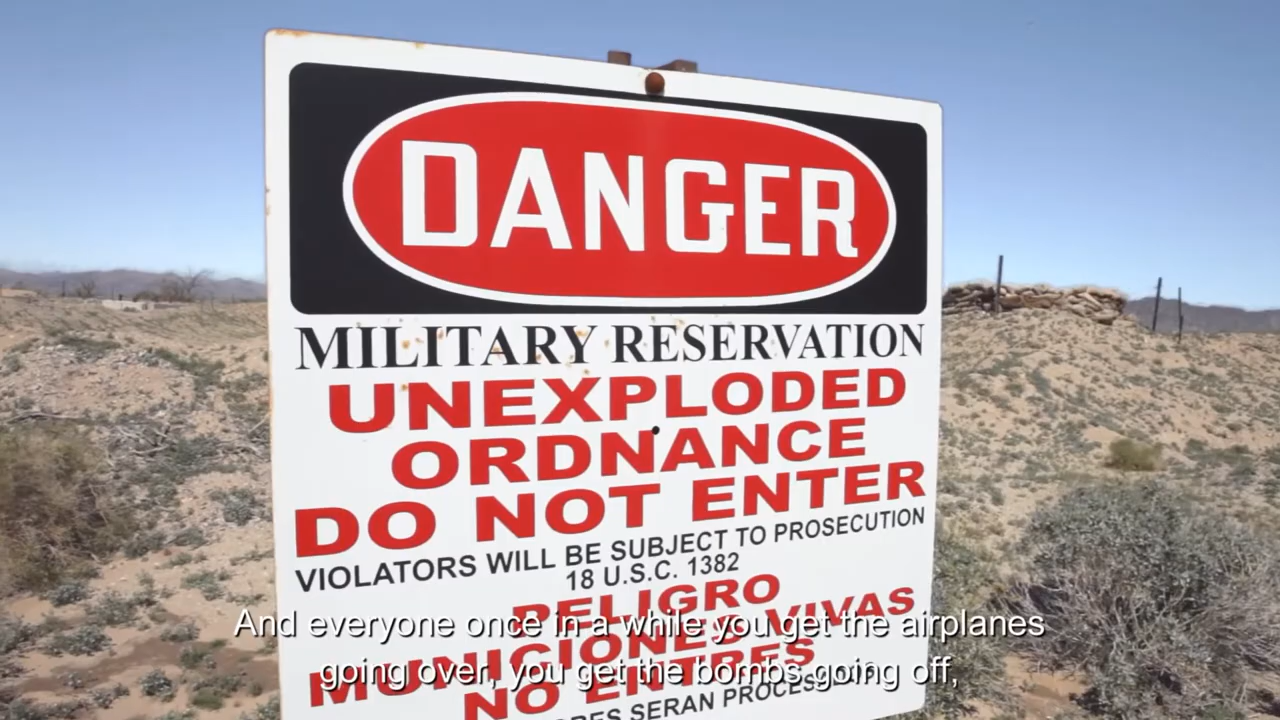 DANGER
MILITARY RESERVATION
UNEXPLODED
ORDNANCE
DO NOT ENTER
VIOLATORS WILL BE SUBJECT TO PROSECUTION
18 U.S.C. 1382
PELIGRO
MUNICIONES VIVAS
NO ENTRES
SERAN
And everyone once in a while you get the airplanes
going over, you get the bombs going off,